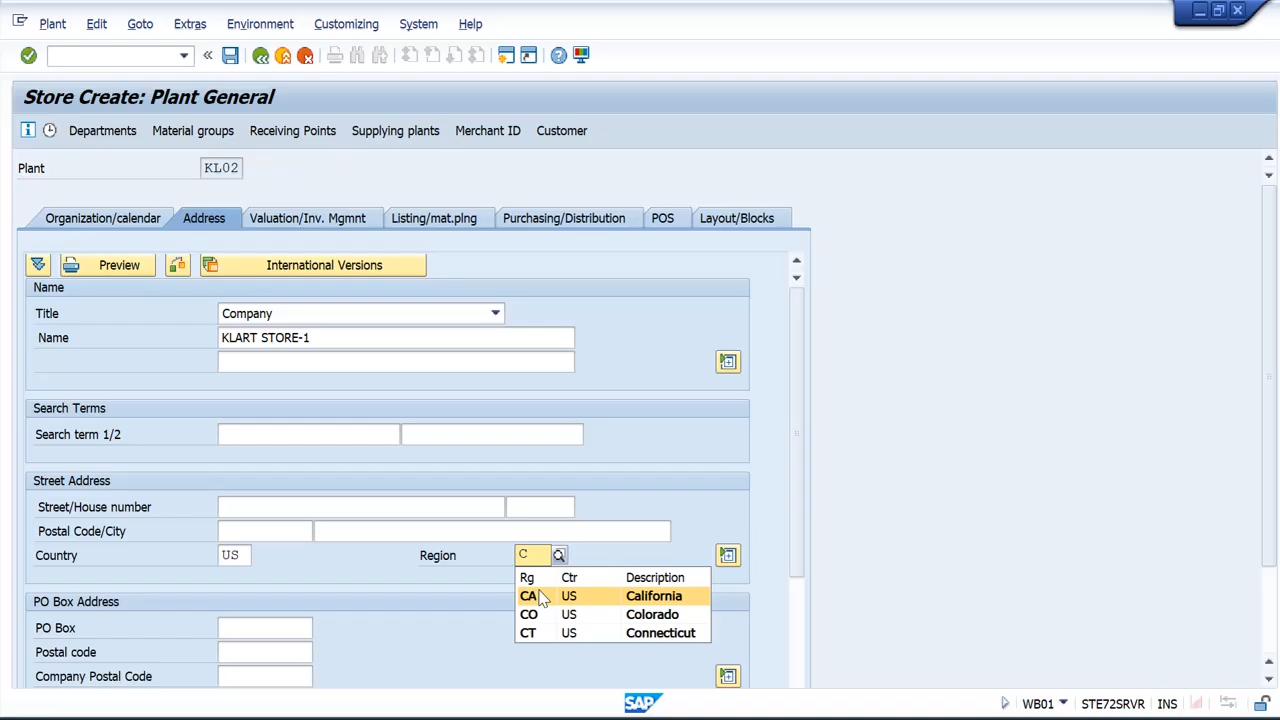 Plant Edit Goto Extras Environment Customizing System Help
Store Create: Plant General
Departments Material groups Receiving Points Supplying plants Merchant ID Customer
Plant KL02
Organization/calendar Address Valuation/Inv. Mgmnt Listing/mat.plng Purchasing/Distribution POS Layout/Blocks
Preview International Versions
Name
Title Company
Name KLART STORE-1
Search Terms
Search term 1/2
Street Address
Street/House number
Postal Code/City
Country US Region C
Rg Ctr Description
CA US California
CO US Colorado
CT US Connecticut
PO Box Address
PO Box
Postal code
Company Postal Code
SAP WB01 STE72SRVR INS